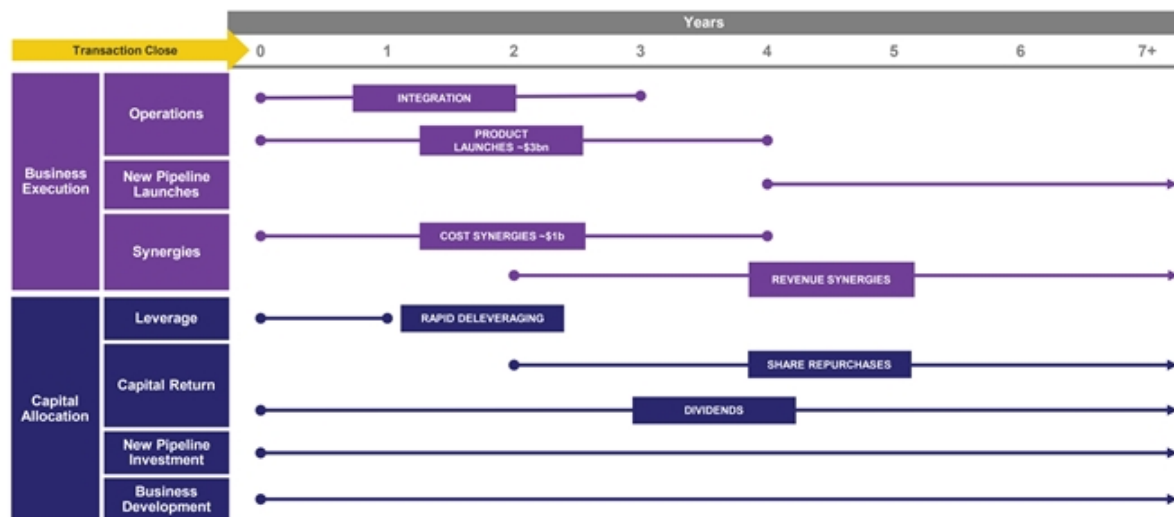 Years
Transaction Close
0 1 2 3 4 5 6 7+
Business
Execution
Operations
INTEGRATION
PRODUCT
LAUNCHES ~$3bn
New Pipeline
Launches
Synergies
COST SYNERGIES ~$1b
REVENUE SYNERGIES
Capital
Allocation
Leverage
RAPID DELEVERAGING
Capital Return
SHARE REPURCHASES
DIVIDENDS
New Pipeline
Investment
Business
Development